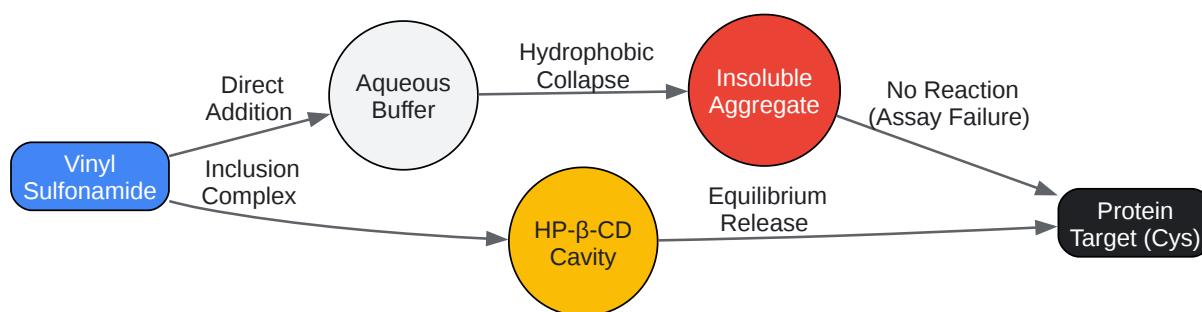 Vinyl
Sulfonamide
Direct
Addition
Inclusion
Complex
Aqueous
Buffer
Hydrophobic
Collapse
Insoluble
Aggregate
No Reaction
(Assay Failure)
HP-β-CD
Cavity
Equilibrium
Release
Protein
Target (Cys)